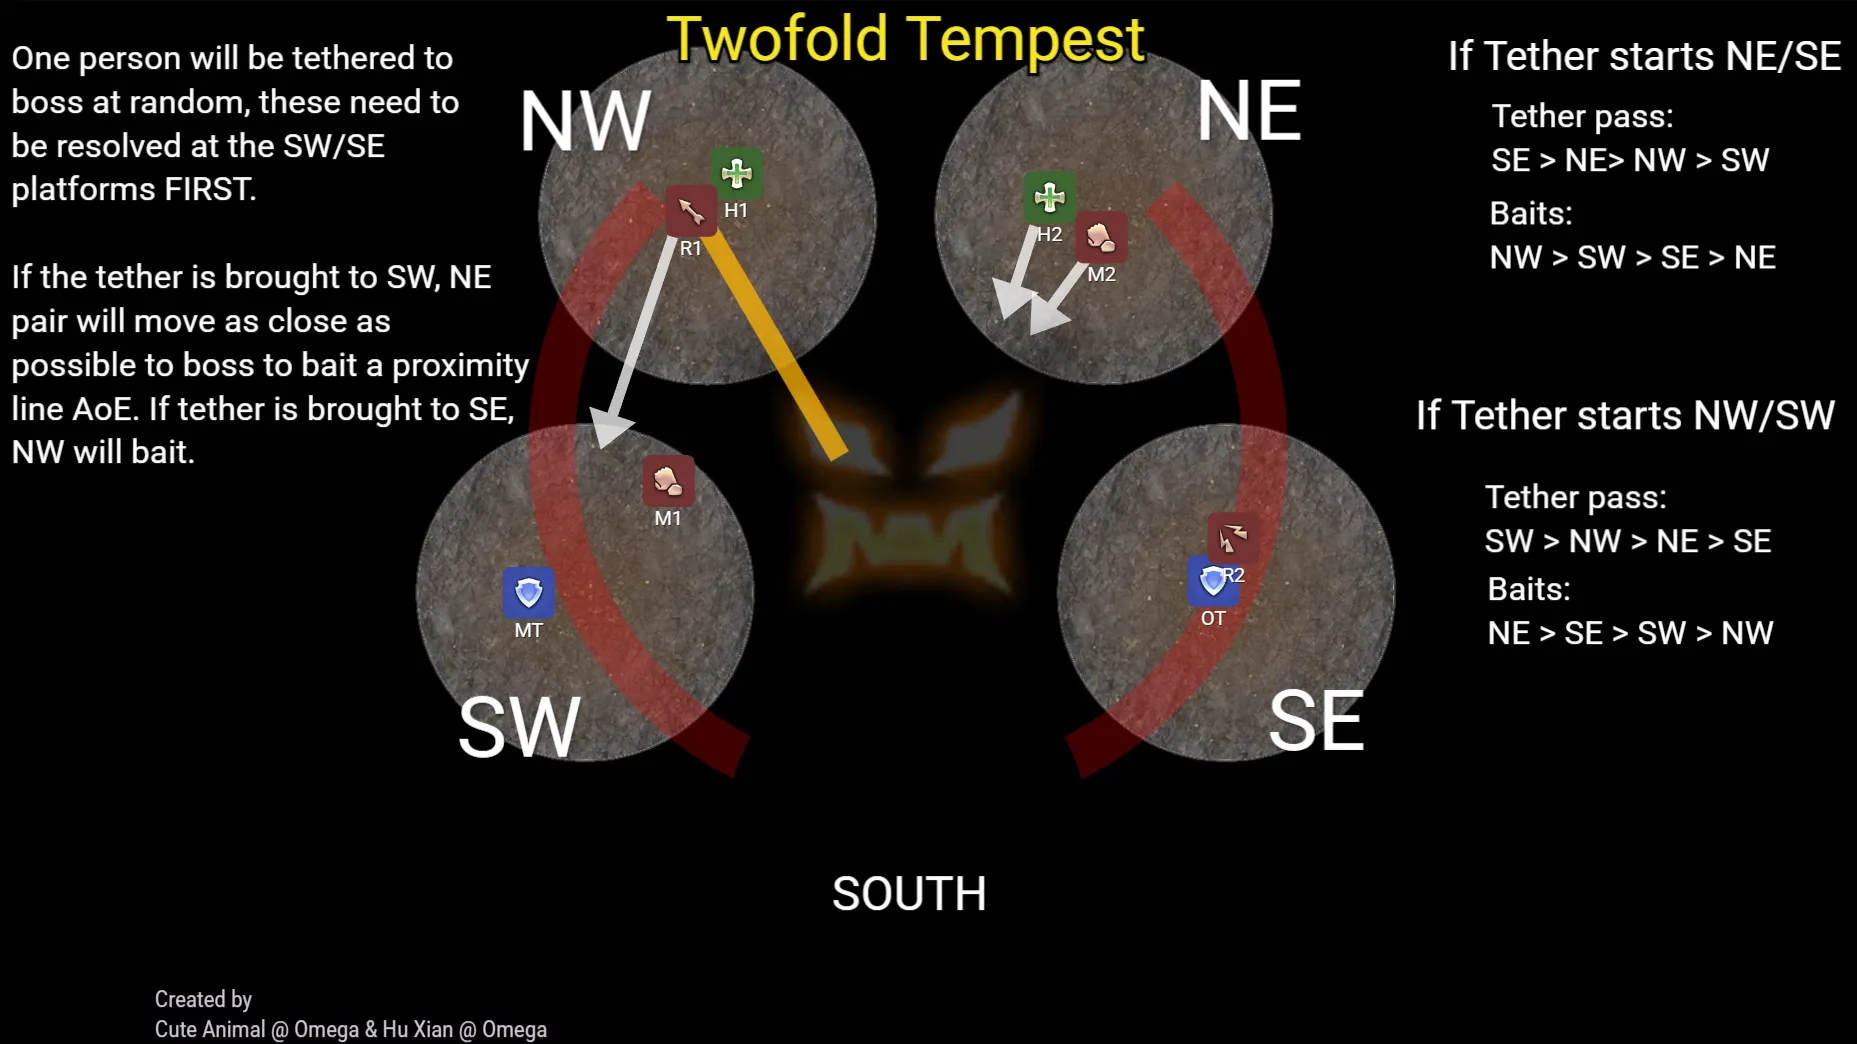 Twofold Tempest
One person will be tethered to
boss at random, these need to
be resolved at the SW/SE
platforms FIRST.
If the tether is brought to SW, NE
pair will move as close as
possible to boss to bait a proximity
line AoE. If tether is brought to SE,
NW will bait.
NW
H1
R1
NE
H2
M2
M1
MT
SW
R2
OT
SE
If Tether starts NE/SE
Tether pass:
SE > NE> NW > SW
Baits:
NW > SW > SE > NE
If Tether starts NW/SW
Tether pass:
SW > NW > NE > SE
Baits:
NE > SE > SW > NW
SOUTH
Created by
Cute Animal @ Omega & Hu Xian @ Omega